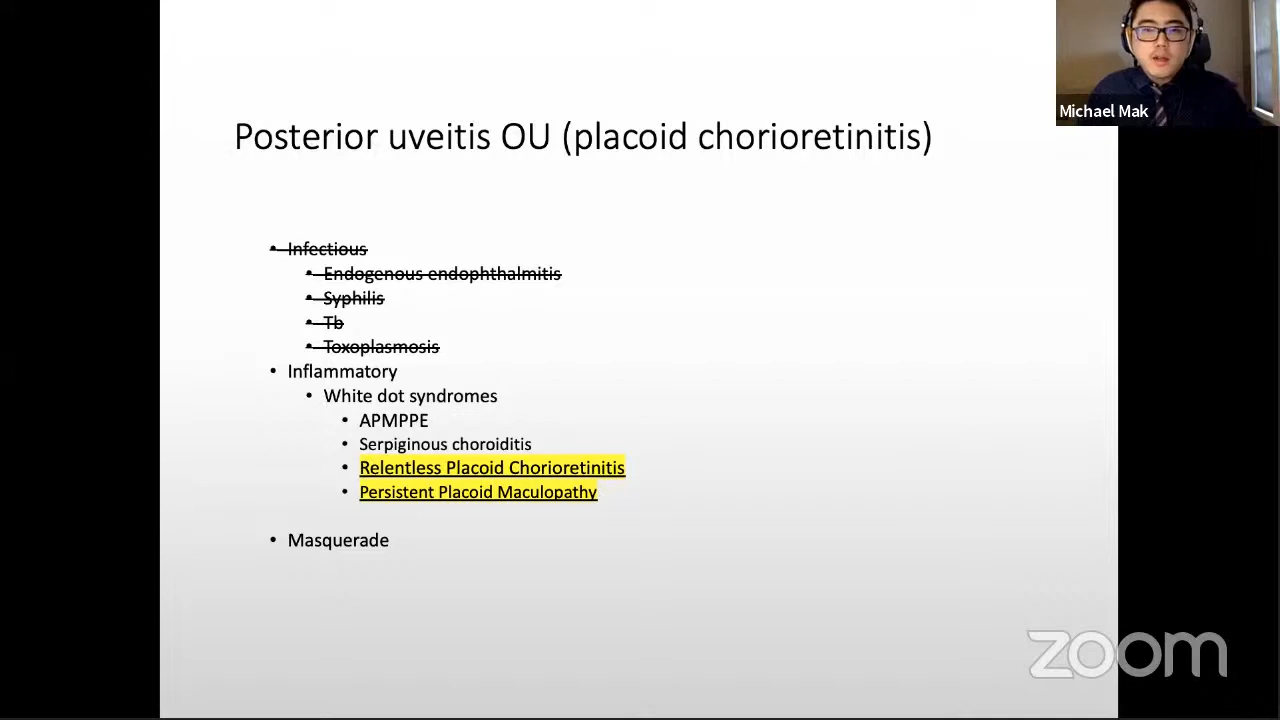 Michael Mak
Posterior uveitis OU (placoid chorioretinitis)
• Infectious
• Endogenous endophthalmitis
• Syphilis
• Tb
• Toxoplasmosis
• Inflammatory
• White dot syndromes
• APMPPE
• Serpiginous choroiditis
• Relentless Placoid Chorioretinitis
• Persistent Placoid Maculopathy
• Masquerade
zoom